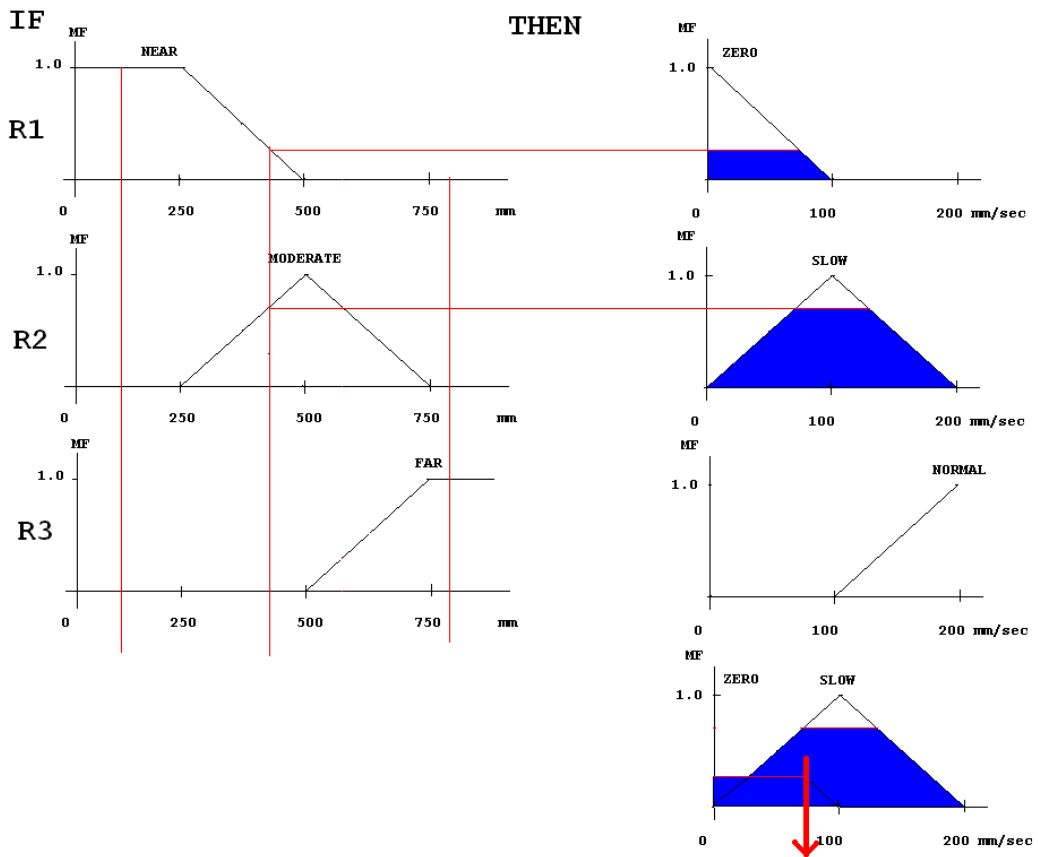 IF
THEN
MF
NEAR
1.0
R1
0 250 500 750 mm
MF
ZERO
1.0
0 100 200 mm/sec
MF
MODERATE
1.0
R2
0 250 500 750 mm
MF
SLOW
1.0
0 100 200 mm/sec
MF
FAR
1.0
R3
0 250 500 750 mm
MF
NORMAL
1.0
0 100 200 mm/sec
MF
ZERO SLOW
1.0
0 100 200 mm/sec